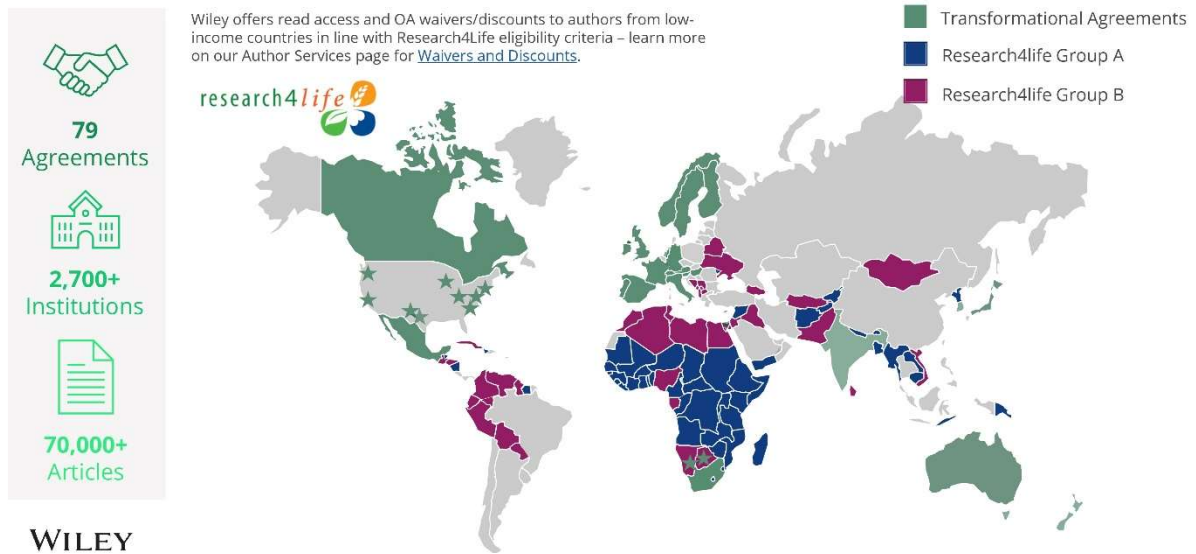 79
Agreements
2,700+
Institutions
70,000+
Articles
WILEY
Wiley offers read access and OA waivers/discounts to authors from low-
income countries in line with Research4Life eligibility criteria – learn more
on our Author Services page for Waivers and Discounts.
research4life
Transformational Agreements
Research4life Group A
Research4life Group B